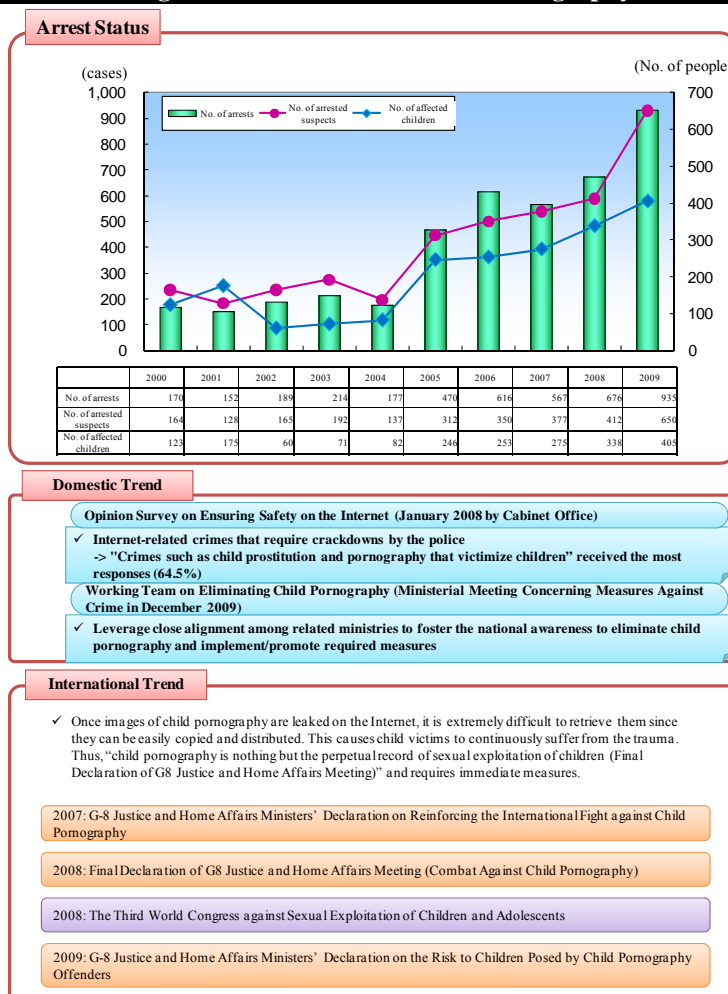 Arrest Status
(cases)
(No. of people
1,000
900
800
700
600
500
400
300
200
100
0
700
600
500
400
300
200
100
0
No. of arrests
No. of arrested suspects
No. of affected children
2000 2001 2002 2003 2004 2005 2006 2007 2008 2009
No. of arrests 170 152 189 214 177 470 616 567 676 935
No. of arrested suspects 164 128 165 192 137 312 350 377 412 650
No. of affected children 123 175 60 71 82 246 253 275 338 405
Domestic Trend
Opinion Survey on Ensuring Safety on the Internet (January 2008 by Cabinet Office)
✓ Internet-related crimes that require crackdowns by the police
-> "Crimes such as child prostitution and pornography that victimize children" received the most
responses (64.5%)
Working Team on Eliminating Child Pornography (Ministerial Meeting Concerning Measures Against
Crime in December 2009)
✓ Leverage close alignment among related ministries to foster the national awareness to eliminate child
pornography and implement/promote required measures
International Trend
✓ Once images of child pornography are leaked on the Internet, it is extremely difficult to retrieve them since
they can be easily copied and distributed. This causes child victims to continuously suffer from the trauma.
Thus, "child pornography is nothing but the perpetual record of sexual exploitation of children (Final
Declaration of G8 Justice and Home Affairs Meeting)" and requires immediate measures.
2007: G-8 Justice and Home Affairs Ministers' Declaration on Reinforcing the International Fight against Child
Pornography
2008: Final Declaration of G8 Justice and Home Affairs Meeting (Combat Against Child Pornography)
2008: The Third World Congress against Sexual Exploitation of Children and Adolescents
2009: G-8 Justice and Home Affairs Ministers' Declaration on the Risk to Children Posed by Child Pornography
Offenders